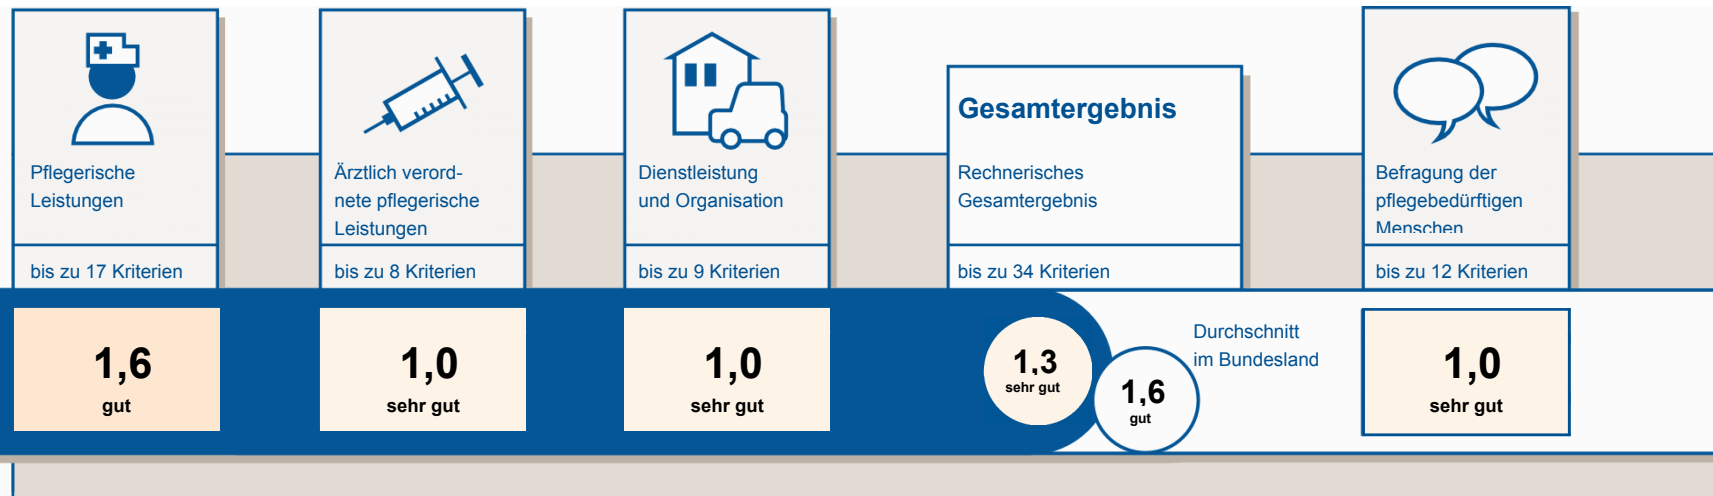 Pflegerische
Leistungen
bis zu 17 Kriterien
1,6
gut
Ärztlich verord-
nete pflegerische
Leistungen
bis zu 8 Kriterien
1,0
sehr gut
Dienstleistung
und Organisation
bis zu 9 Kriterien
1,0
sehr gut
Gesamtergebnis
Rechnerisches
Gesamtergebnis
bis zu 34 Kriterien
1,3
sehr gut
1,6
gut
Durchschnitt
im Bundesland
Befragung der
pflegebedürftigen
Menschen
bis zu 12 Kriterien
1,0
sehr gut